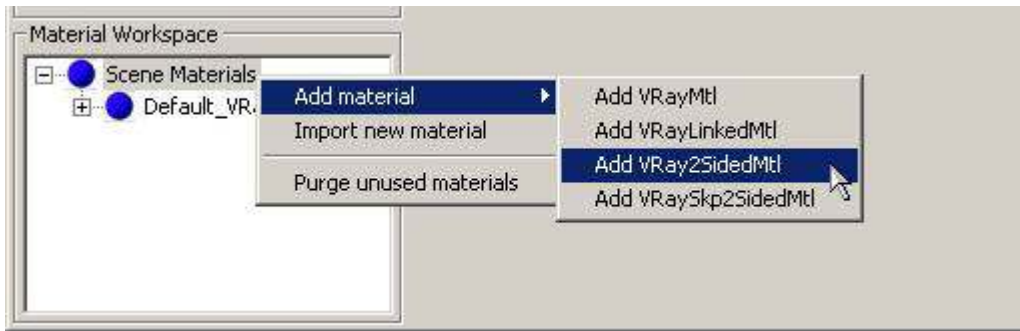 Material Workspace
Scene Materials
Default_VR
Add material
Import new material
Purge unused materials
Add VRayMtl
Add VRayLinkedMtl
Add VRay2SidedMtl
Add VRaySkp2SidedMtl